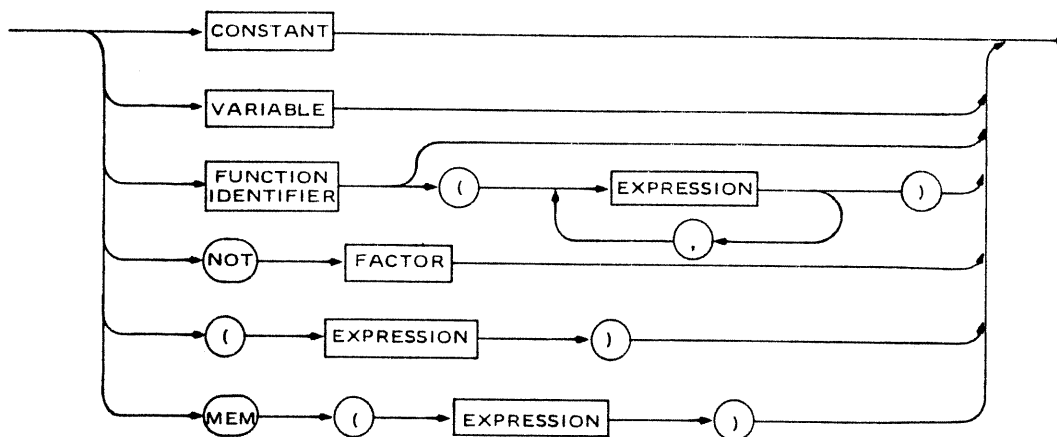 CONSTANT
VARIABLE
FUNCTION
IDENTIFIER
( EXPRESSION )
,
NOT FACTOR
( EXPRESSION )
MEM ( EXPRESSION )